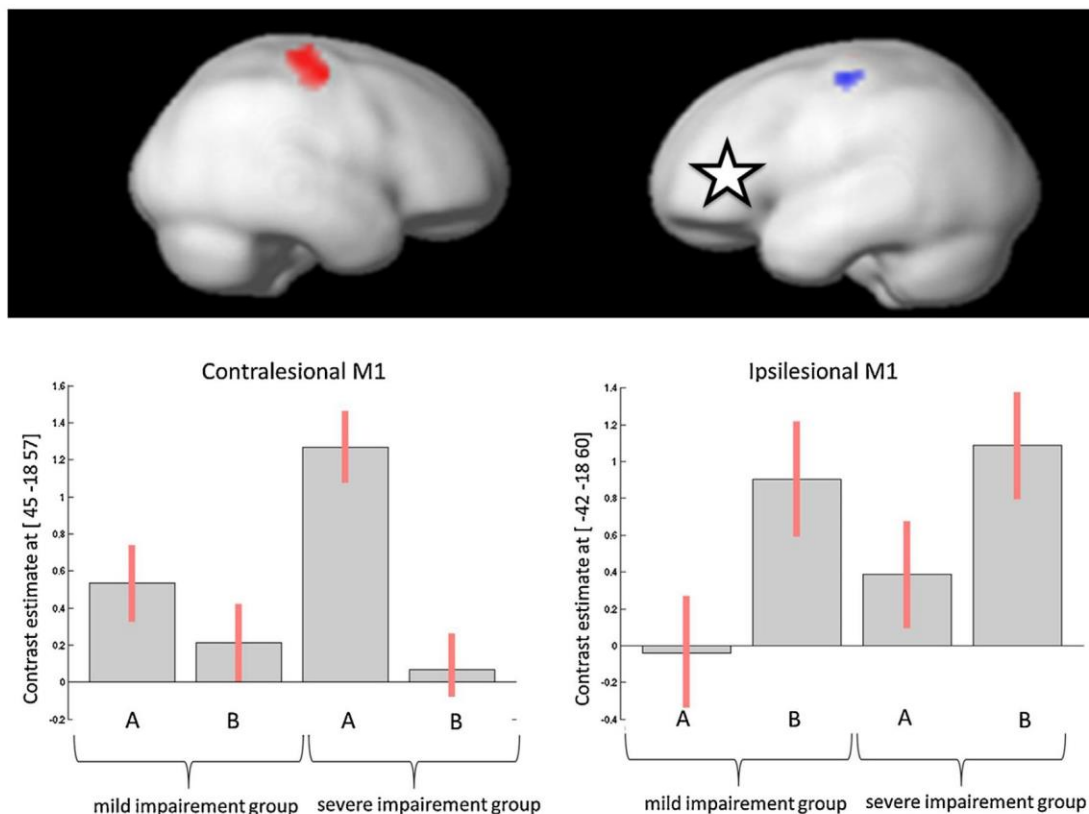 Contralesional M1
Contrast estimate at [ 45 -18 57]
1.6
1.4
1.2
1
0.8
0.6
0.4
0.2
0
-0.2
A B A B
mild impairement group severe impairement group
Ipsilesional M1
Contrast estimate at [ -42 -18 60]
1.4
1.2
1
0.8
0.6
0.4
0.2
0
-0.2
-0.4
A B A B
mild impairement group severe impairement group